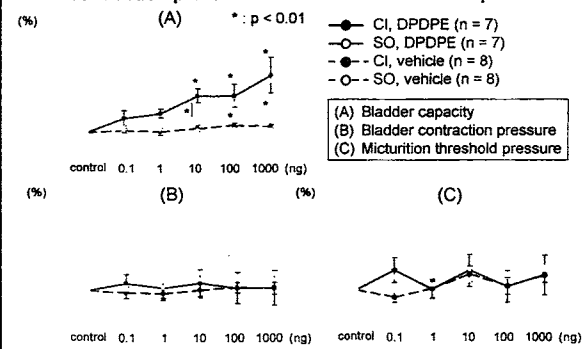 (%)
(A)
* : p < 0.01
CI, DPDPE (n = 7)
SO, DPDPE (n = 7)
CI, vehicle (n = 8)
SO, vehicle (n = 8)
(A) Bladder capacity
(B) Bladder contraction pressure
(C) Micturition threshold pressure
* * * * * *
control 0.1 1 10 100 1000 (ng)
(%)
(B)
control 0.1 1 10 100 1000 (ng)
(%)
(C)
control 0.1 1 10 100 1000 (ng)